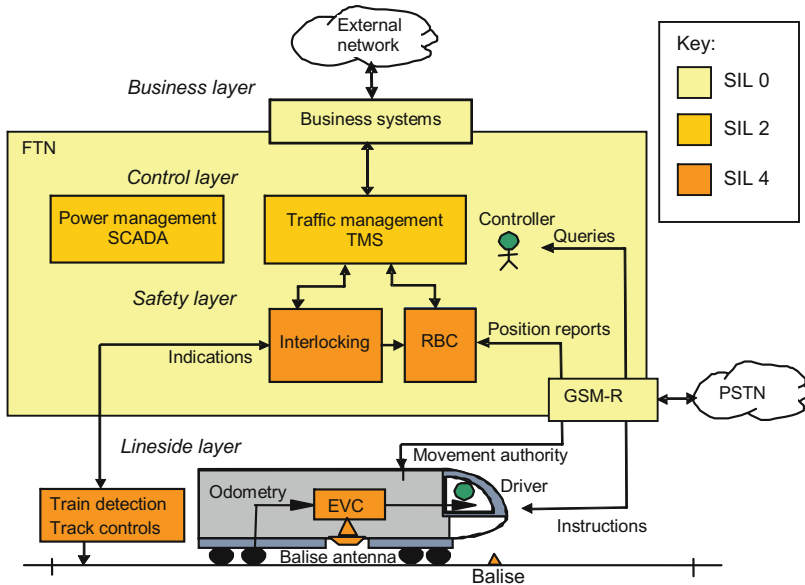 External
network
Business layer
Business systems
Key:
SIL 0
SIL 2
SIL 4
FTN
Control layer
Power management
SCADA
Traffic management
TMS
Controller
Queries
Safety layer
Interlocking
RBC
Position reports
Indications
GSM-R
PSTN
Lineside layer
Movement authority
Train detection
Track controls
Odometry
EVC
Driver
Instructions
Balise antenna
Balise